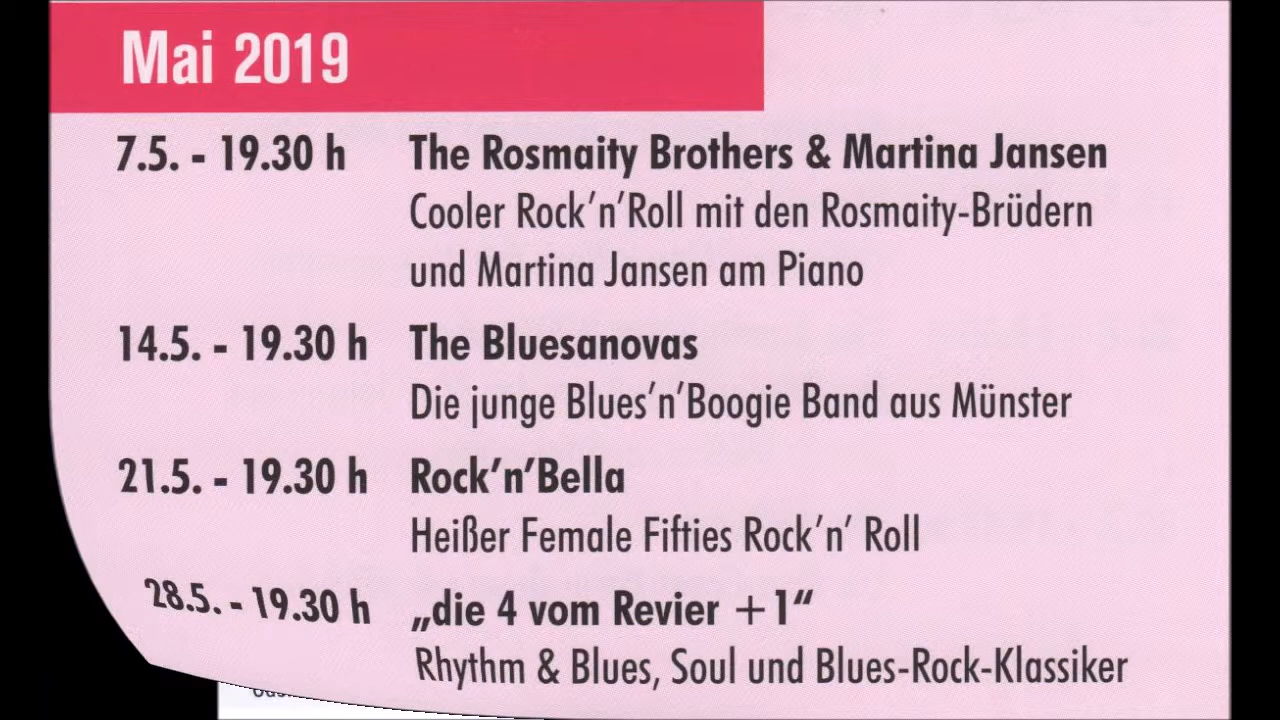 Mai 2019
7.5. - 19.30 h The Rosmaity Brothers & Martina Jansen
Cooler Rock'n'Roll mit den Rosmaity-Brüdern
und Martina Jansen am Piano
14.5. - 19.30 h The Bluesanovas
Die junge Blues'n'Boogie Band aus Münster
21.5. - 19.30 h Rock'n'Bella
Heißer Female Fifties Rock'n' Roll
28.5. - 19.30 h „die 4 vom Revier +1“
Rhythm & Blues, Soul und Blues-Rock-Klassiker